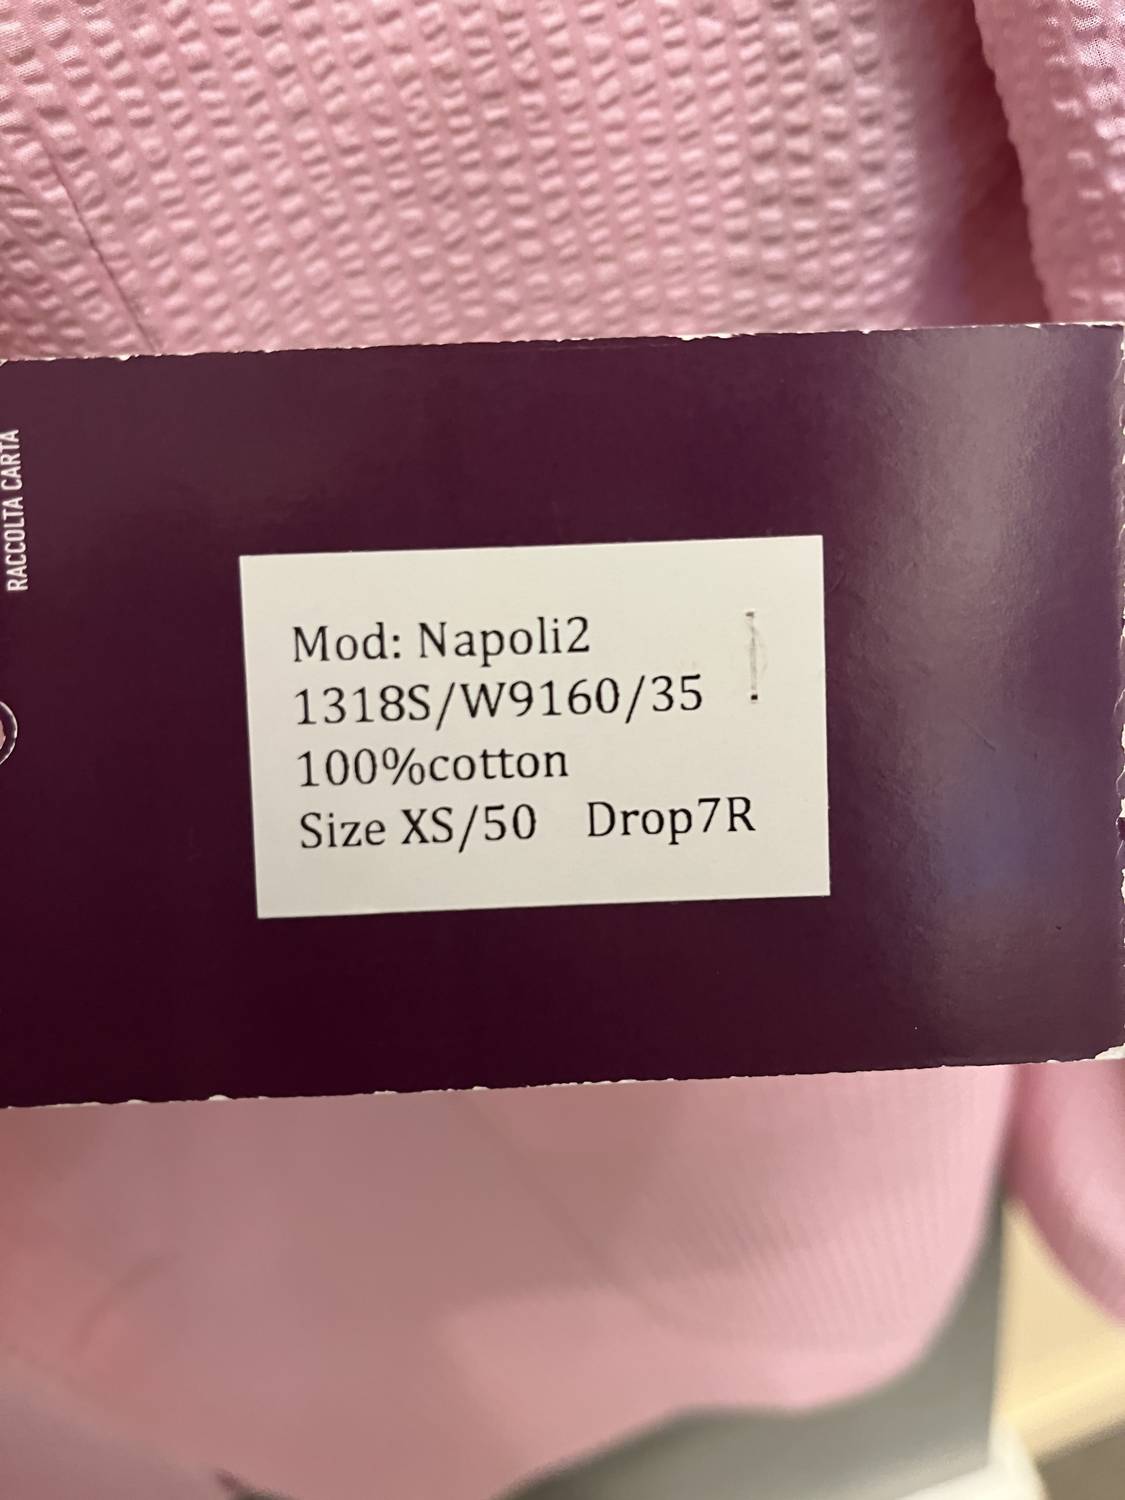 RACCOLTA CARTA
Mod: Napoli2
1318S/W9160/35
100%cotton
Size XS/50 Drop7R